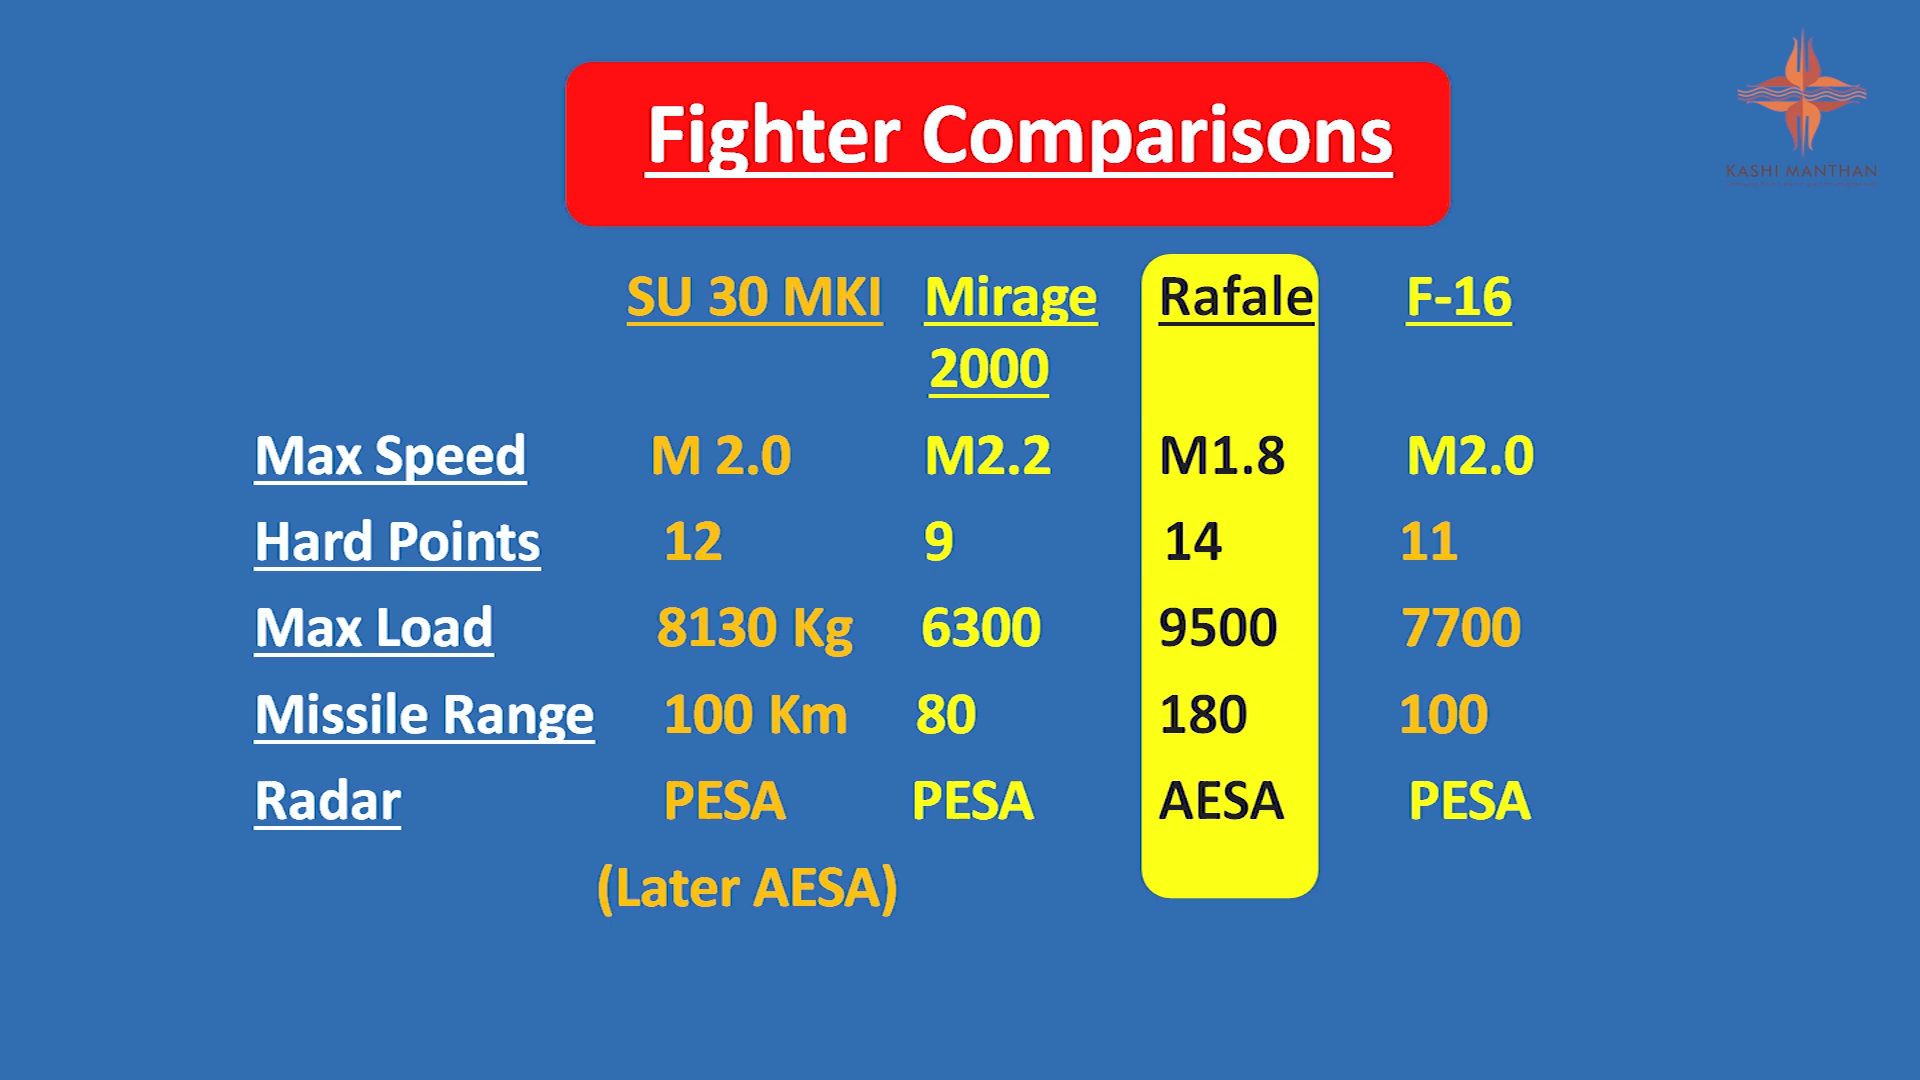 Fighter Comparisons
KASHI MANTHAN
SU 30 MKI Mirage Rafale F-16
2000
Max Speed M 2.0 M2.2 M1.8 M2.0
Hard Points 12 9 14 11
Max Load 8130 Kg 6300 9500 7700
Missile Range 100 Km 80 180 100
Radar PESA PESA AESA PESA
(Later AESA)